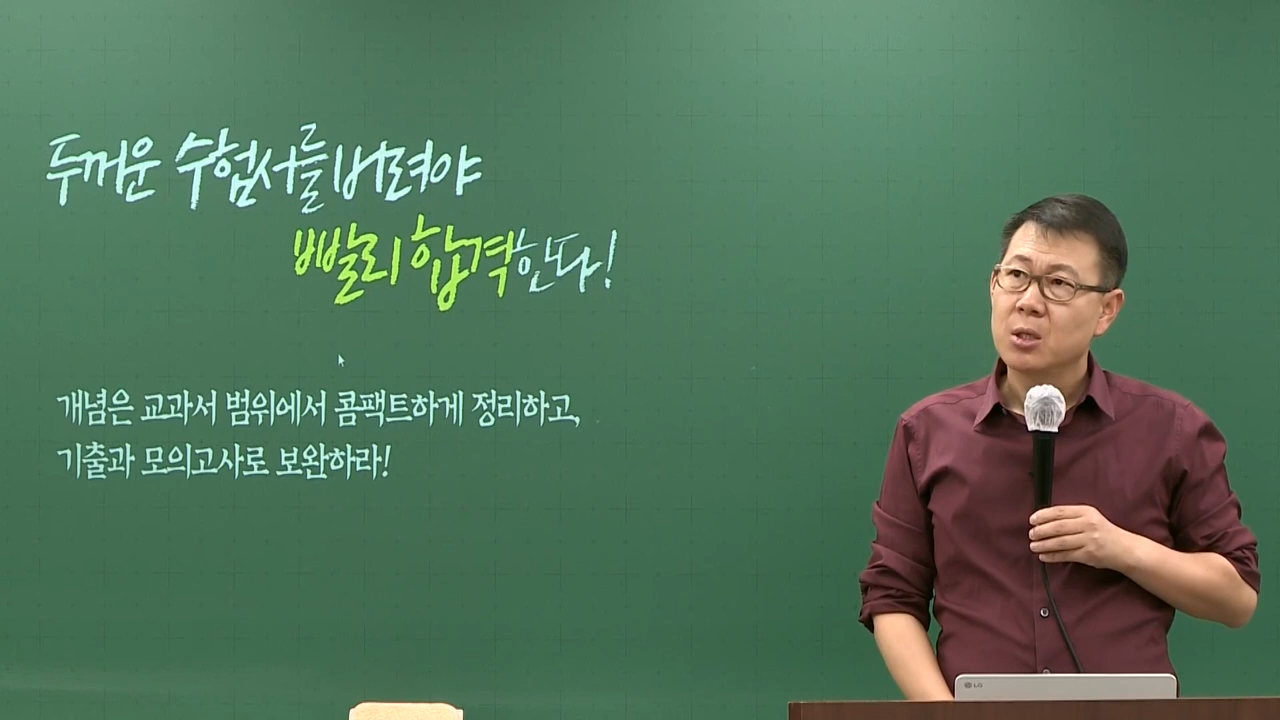 두꺼운 수험서를 버려야
빨리 합격한다!
개념은 교과서 범위에서 콤팩트하게 정리하고,
기출과 모의고사로 보완하라!
LG